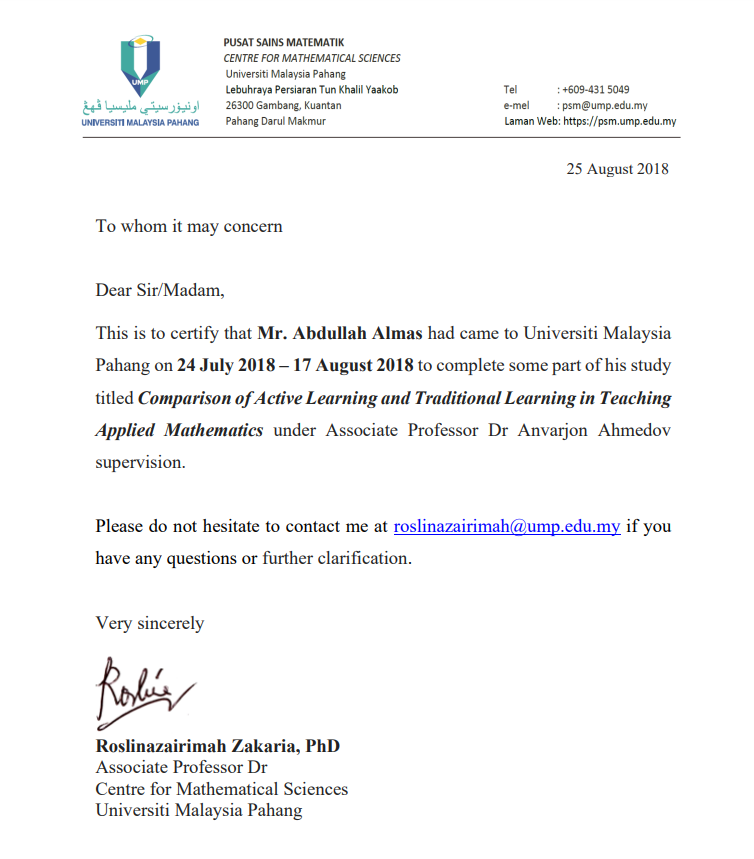 PUSAT SAINS MATEMATIK
CENTRE FOR MATHEMATICAL SCIENCES
Universiti Malaysia Pahang
Lebuhraya Persiaran Tun Khalil Yaakob
26300 Gambang, Kuantan
Pahang Darul Makmur
UMP
اونيۏرسيتي مليسيا ڤهڠ
UNIVERSITI MALAYSIA PAHANG
Tel : +609-431 5049
e-mel : psm@ump.edu.my
Laman Web: https://psm.ump.edu.my
25 August 2018
To whom it may concern
Dear Sir/Madam,
This is to certify that Mr. Abdullah Almas had came to Universiti Malaysia
Pahang on 24 July 2018 – 17 August 2018 to complete some part of his study
titled Comparison of Active Learning and Traditional Learning in Teaching
Applied Mathematics under Associate Professor Dr Anvarjon Ahmedov
supervision.
Please do not hesitate to contact me at roslinazairimah@ump.edu.my if you
have any questions or further clarification.
Very sincerely
Roslinazairimah Zakaria, PhD
Associate Professor Dr
Centre for Mathematical Sciences
Universiti Malaysia Pahang